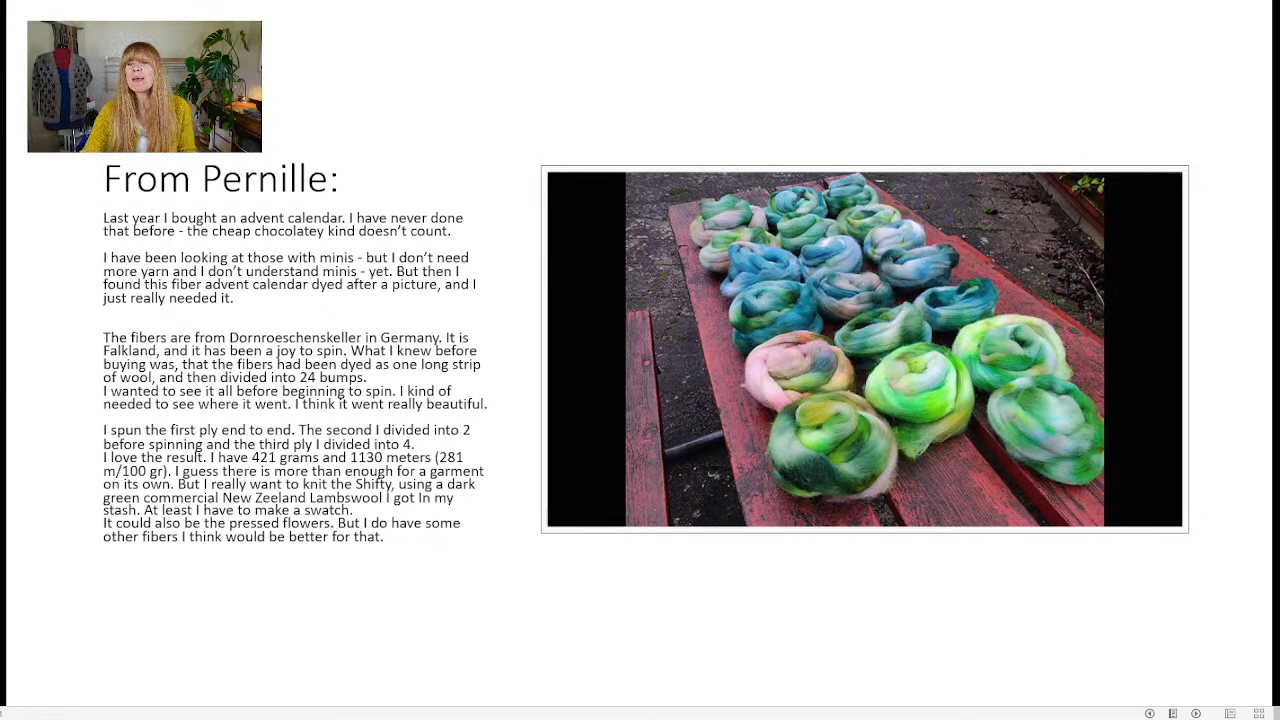 From Pernille:
Last year I bought an advent calendar. I have never done
that before - the cheap chocolatey kind doesn't count.
I have been looking at those with minis - but I don't need
more yarn and I don't understand minis - yet. But then I
found this fiber advent calendar dyed after a picture, and I
just really needed it.
The fibers are from Dornroeschenskeller in Germany. It is
Falkland, and it has been a joy to spin. What I knew before
buying was, that the fibers had been dyed as one long strip
of wool, and then divided into 24 bumps.
I wanted to see it all before beginning to spin. I kind of
needed to see where it went. I think it went really beautiful.
I spun the first ply end to end. The second I divided into 2
before spinning and the third ply I divided into 4.
I love the result. I have 421 grams and 1130 meters (281
m/100 gr). I guess there is more than enough for a garment
on its own. But I really want to knit the Shifty, using a dark
green commercial New Zeeland Lambswool I got In my
stash. At least I have to make a swatch.
It could also be the pressed flowers. But I do have some
other fibers I think would be better for that.